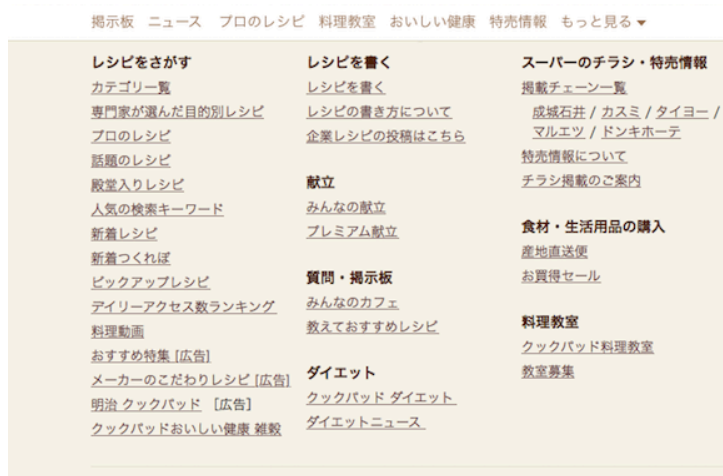 掲示板 ニュース プロのレシピ 料理教室 おいしい健康 特売情報 もっと見る ▼
レシピをさがす
カテゴリ一覧
専門家が選んだ目的別レシピ
プロのレシピ
話題のレシピ
殿堂入りレシピ
人気の検索キーワード
新着レシピ
新着つくれぽ
ピックアップレシピ
デイリーアクセス数ランキング
料理動画
おすすめ特集 [広告]
メーカーのこだわりレシピ [広告]
明治 クックパッド [広告]
クックパッドおいしい健康 雑穀
レシピを書く
レシピを書く
レシピの書き方について
企業レシピの投稿はこちら
献立
みんなの献立
プレミアム献立
質問・掲示板
みんなのカフェ
教えておすすめレシピ
ダイエット
クックパッド ダイエット
ダイエットニュース
スーパーのチラシ・特売情報
掲載チェーン一覧
成城石井 / カスミ / タイヨー /
マルエツ / ドンキホーテ
特売情報について
チラシ掲載のご案内
食材・生活用品の購入
産地直送便
お買得セール
料理教室
クックパッド料理教室
教室募集